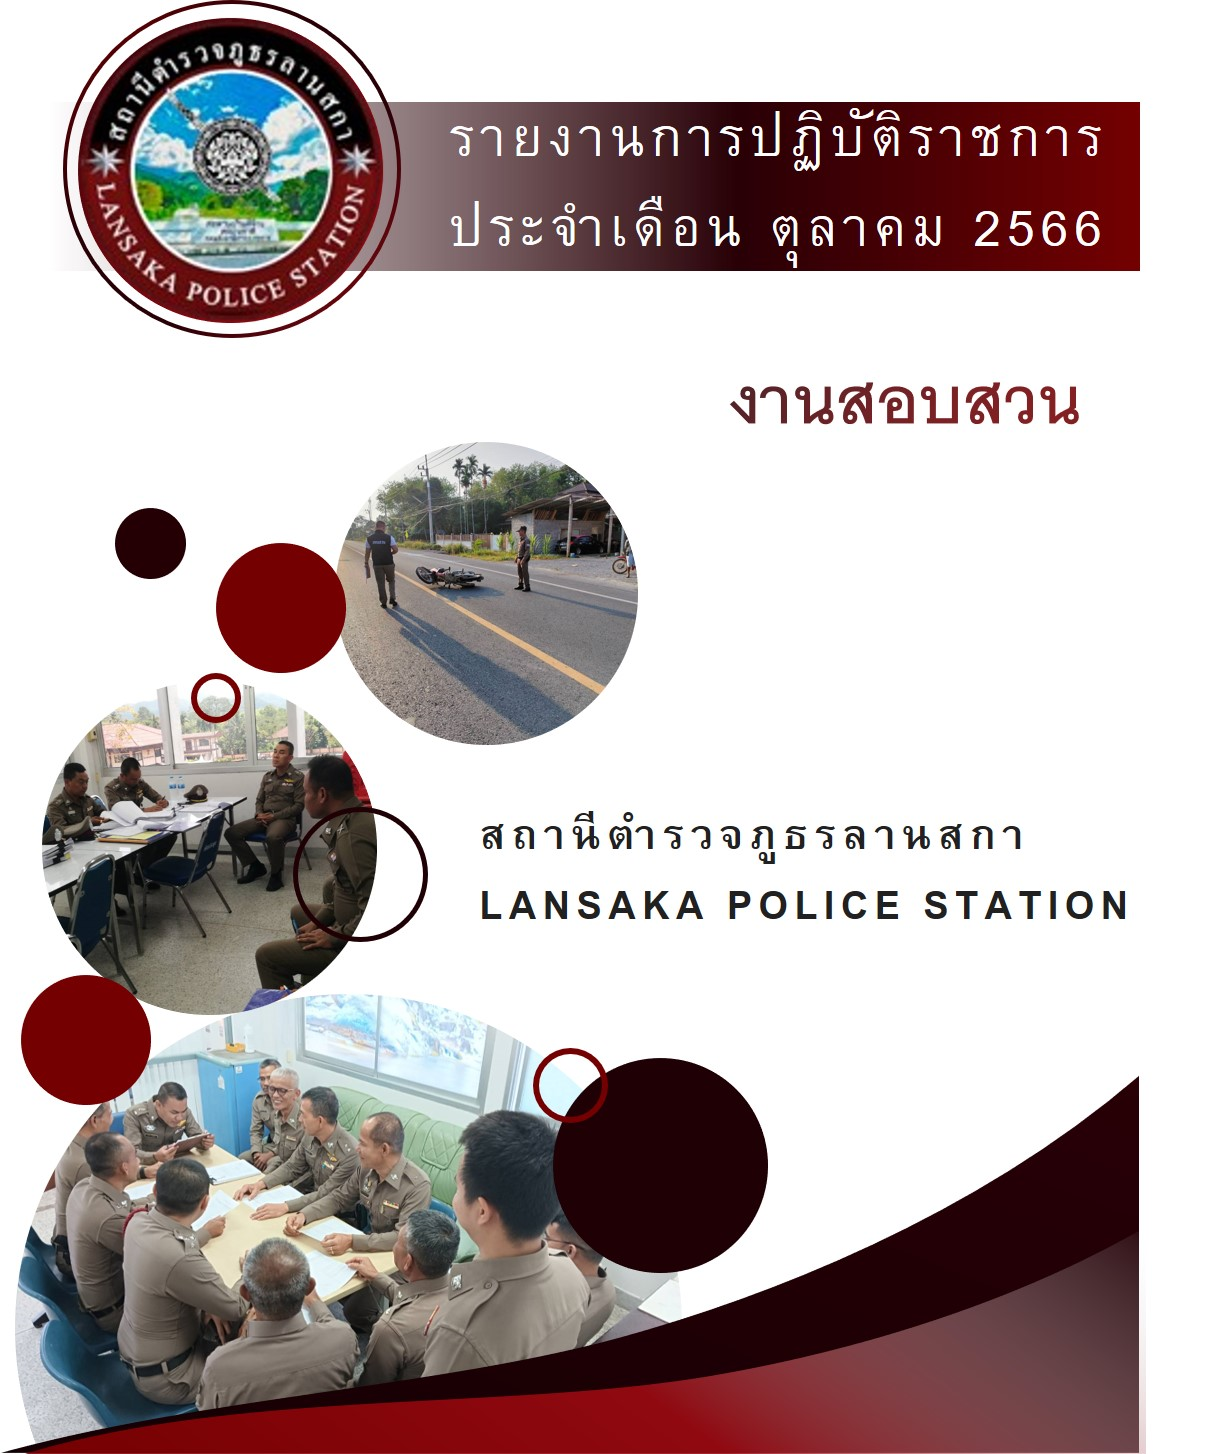 สถานีตำรวจภูธรลานสกา
LANSAKA POLICE STATION
รายงานการปฏิบัติราชการ
ประจำเดือน ตุลาคม 2566
งานสอบสวน
สถานีตำรวจภูธรลานสกา
LANSAKA POLICE STATION